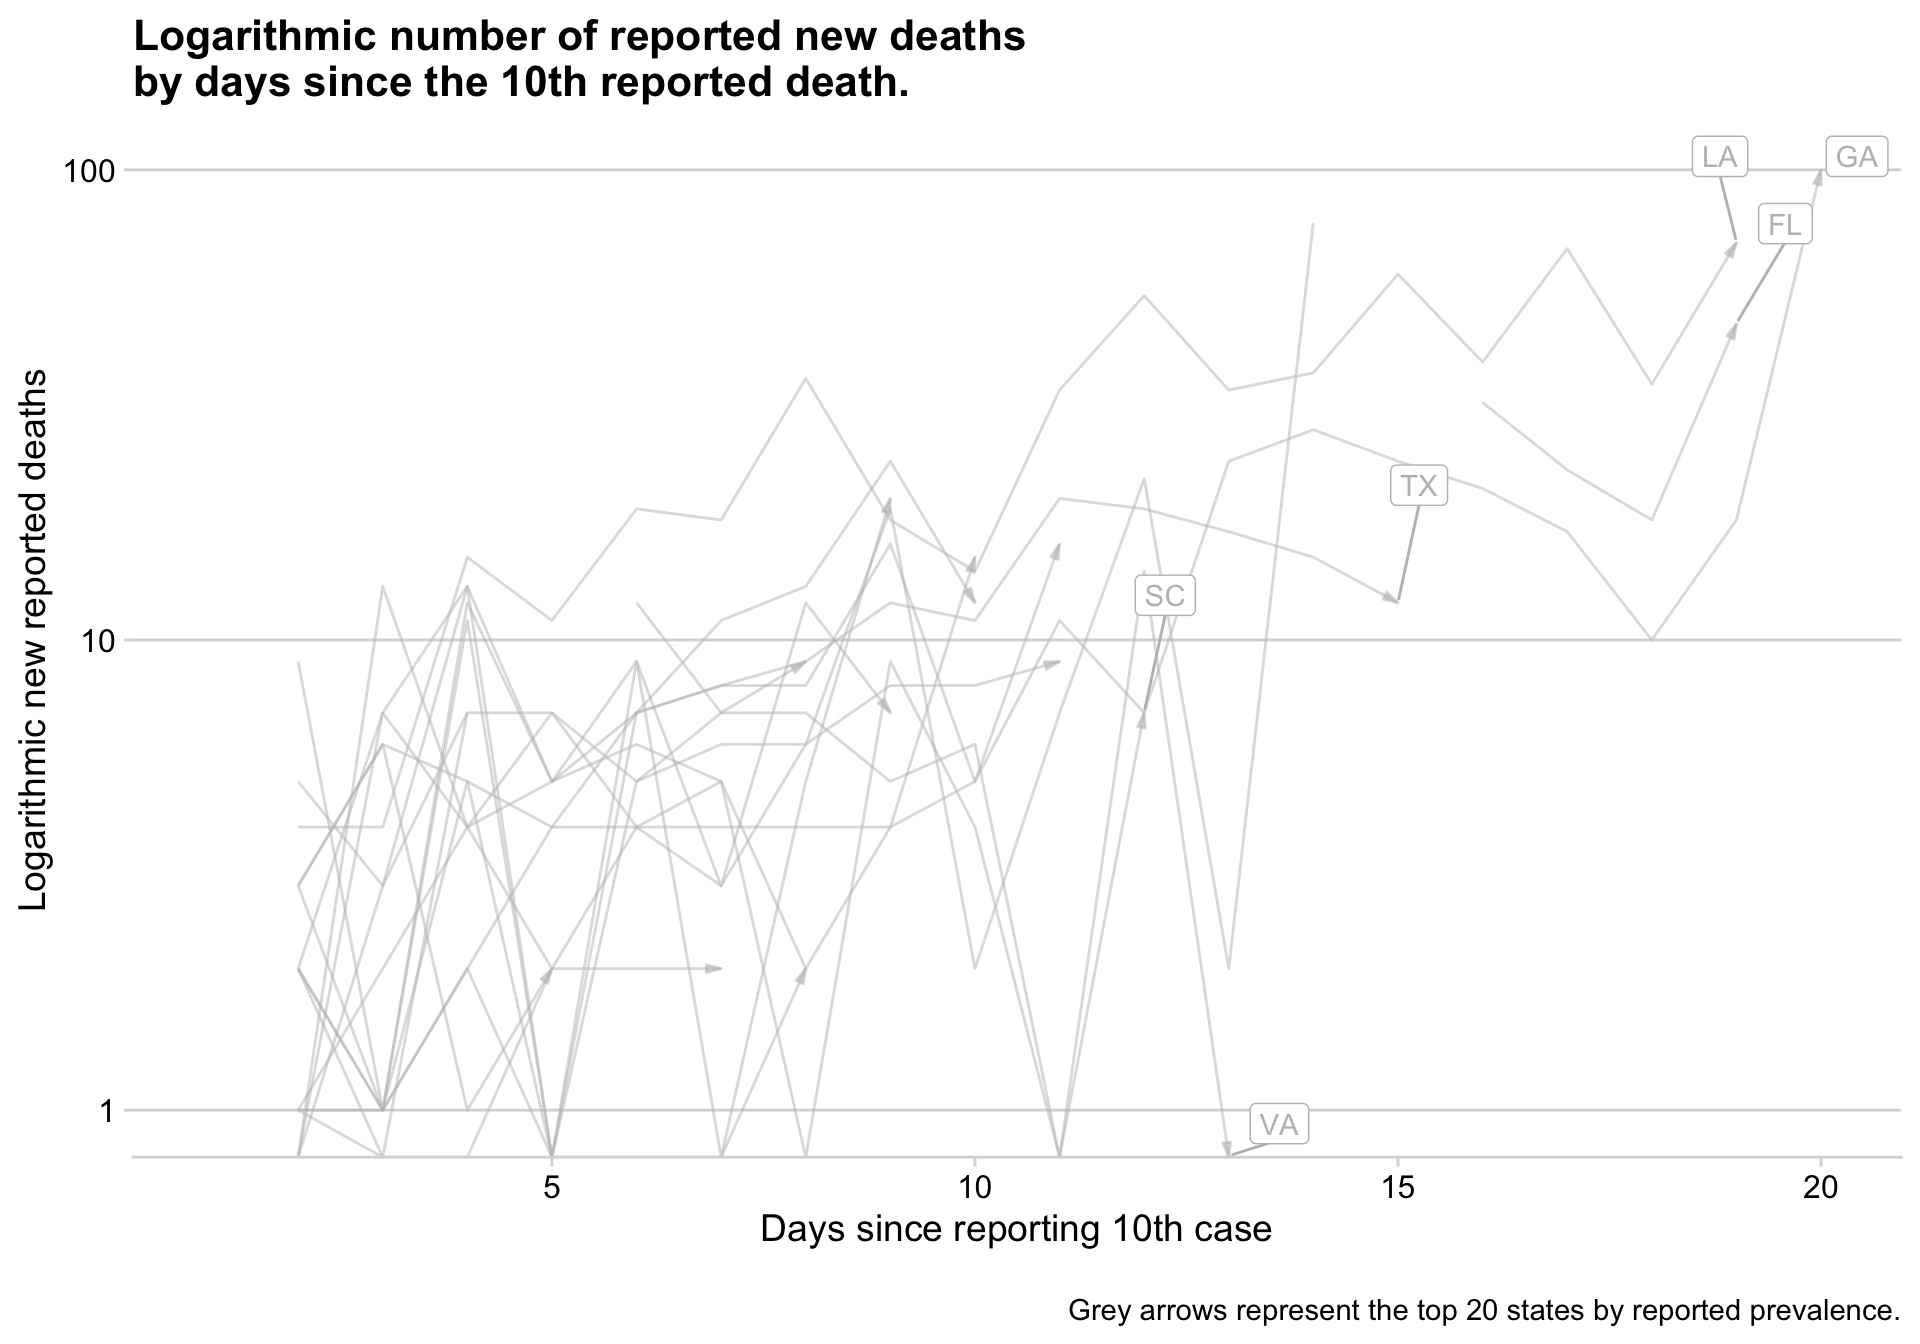 Logarithmic number of reported new deaths
by days since the 10th reported death.
Logarithmic new reported deaths
100
10
1
LA
GA
FL
TX
SC
VA
5
10
15
20
Days since reporting 10th case
Grey arrows represent the top 20 states by reported prevalence.